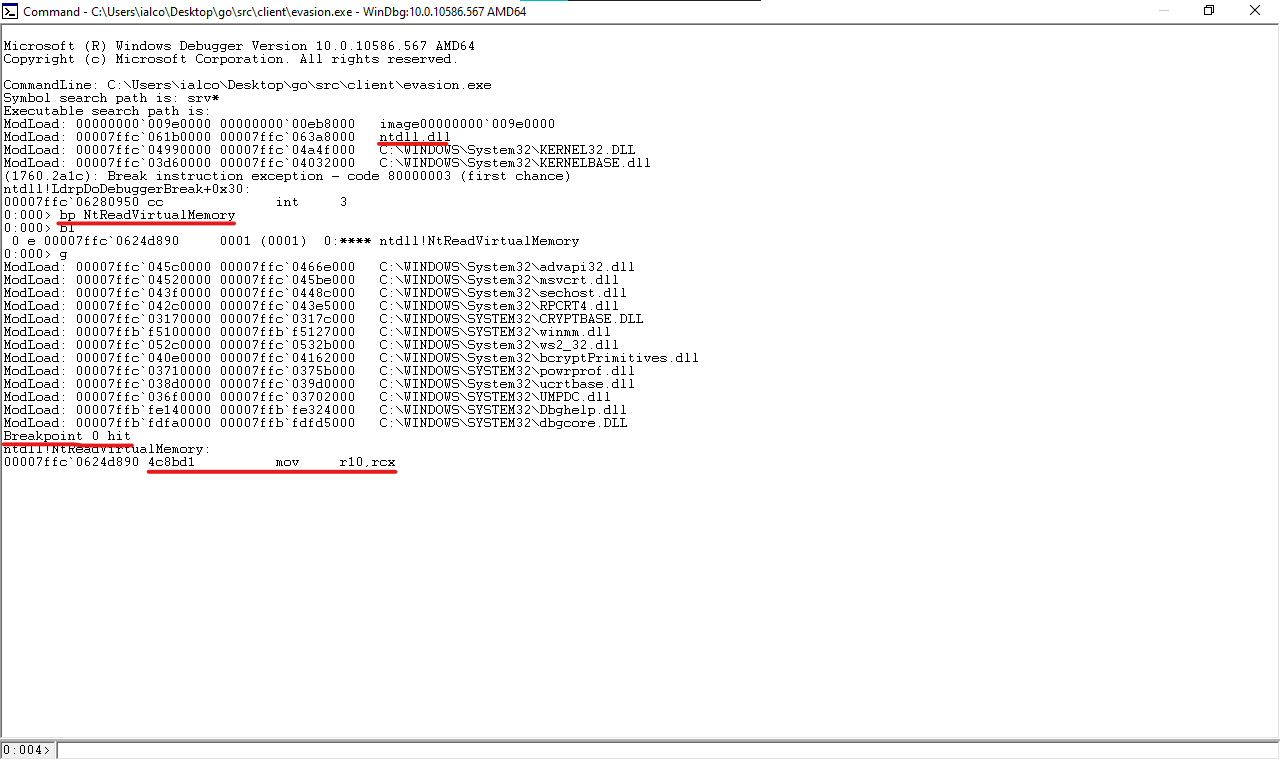 Command - C:\Users\ialco\Desktop\go\src\client\evasion.exe - WinDbg:10.0.10586.567 AMD64
Microsoft (R) Windows Debugger Version 10.0.10586.567 AMD64
Copyright (c) Microsoft Corporation. All rights reserved.
CommandLine: C:\Users\ialco\Desktop\go\src\client\evasion.exe
Symbol search path is: srv*
Executable search path is:
ModLoad: 00000000`009e0000 00000000`00eb8000   image00000000`009e0000
ModLoad: 00007ffc`061b0000 00007ffc`063a8000   ntdll.dll
ModLoad: 00007ffc`04990000 00007ffc`04a4f000   C:\WINDOWS\System32\KERNEL32.DLL
ModLoad: 00007ffc`03d60000 00007ffc`04032000   C:\WINDOWS\System32\KERNELBASE.dll
(1760.2a1c): Break instruction exception - code 80000003 (first chance)
ntdll!LdrpDoDebuggerBreak+0x30:
00007ffc`06280950 cc              int     3
0:000> bp NtReadVirtualMemory
0:000> bl
 0 e 00007ffc`0624d890     0001 (0001)  0:**** ntdll!NtReadVirtualMemory
0:000> g
ModLoad: 00007ffc`045c0000 00007ffc`0466e000   C:\WINDOWS\System32\advapi32.dll
ModLoad: 00007ffc`04520000 00007ffc`045be000   C:\WINDOWS\System32\msvcrt.dll
ModLoad: 00007ffc`043f0000 00007ffc`0448c000   C:\WINDOWS\System32\sechost.dll
ModLoad: 00007ffc`042c0000 00007ffc`043e5000   C:\WINDOWS\System32\RPCRT4.dll
ModLoad: 00007ffc`03170000 00007ffc`0317c000   C:\WINDOWS\SYSTEM32\CRYPTBASE.DLL
ModLoad: 00007ffb`f5100000 00007ffb`f5127000   C:\WINDOWS\SYSTEM32\winmm.dll
ModLoad: 00007ffc`052c0000 00007ffc`0532b000   C:\WINDOWS\System32\ws2_32.dll
ModLoad: 00007ffc`040e0000 00007ffc`04162000   C:\WINDOWS\System32\bcryptPrimitives.dll
ModLoad: 00007ffc`03710000 00007ffc`0375b000   C:\WINDOWS\SYSTEM32\powrprof.dll
ModLoad: 00007ffc`038d0000 00007ffc`039d0000   C:\WINDOWS\System32\ucrtbase.dll
ModLoad: 00007ffc`036f0000 00007ffc`03702000   C:\WINDOWS\SYSTEM32\UMPDC.dll
ModLoad: 00007ffb`fe140000 00007ffb`fe324000   C:\WINDOWS\SYSTEM32\Dbghelp.dll
ModLoad: 00007ffb`fdfa0000 00007ffb`fdfd5000   C:\WINDOWS\SYSTEM32\dbgcore.DLL
Breakpoint 0 hit
ntdll!NtReadVirtualMemory:
00007ffc`0624d890 4c8bd1          mov     r10,rcx
0:004>